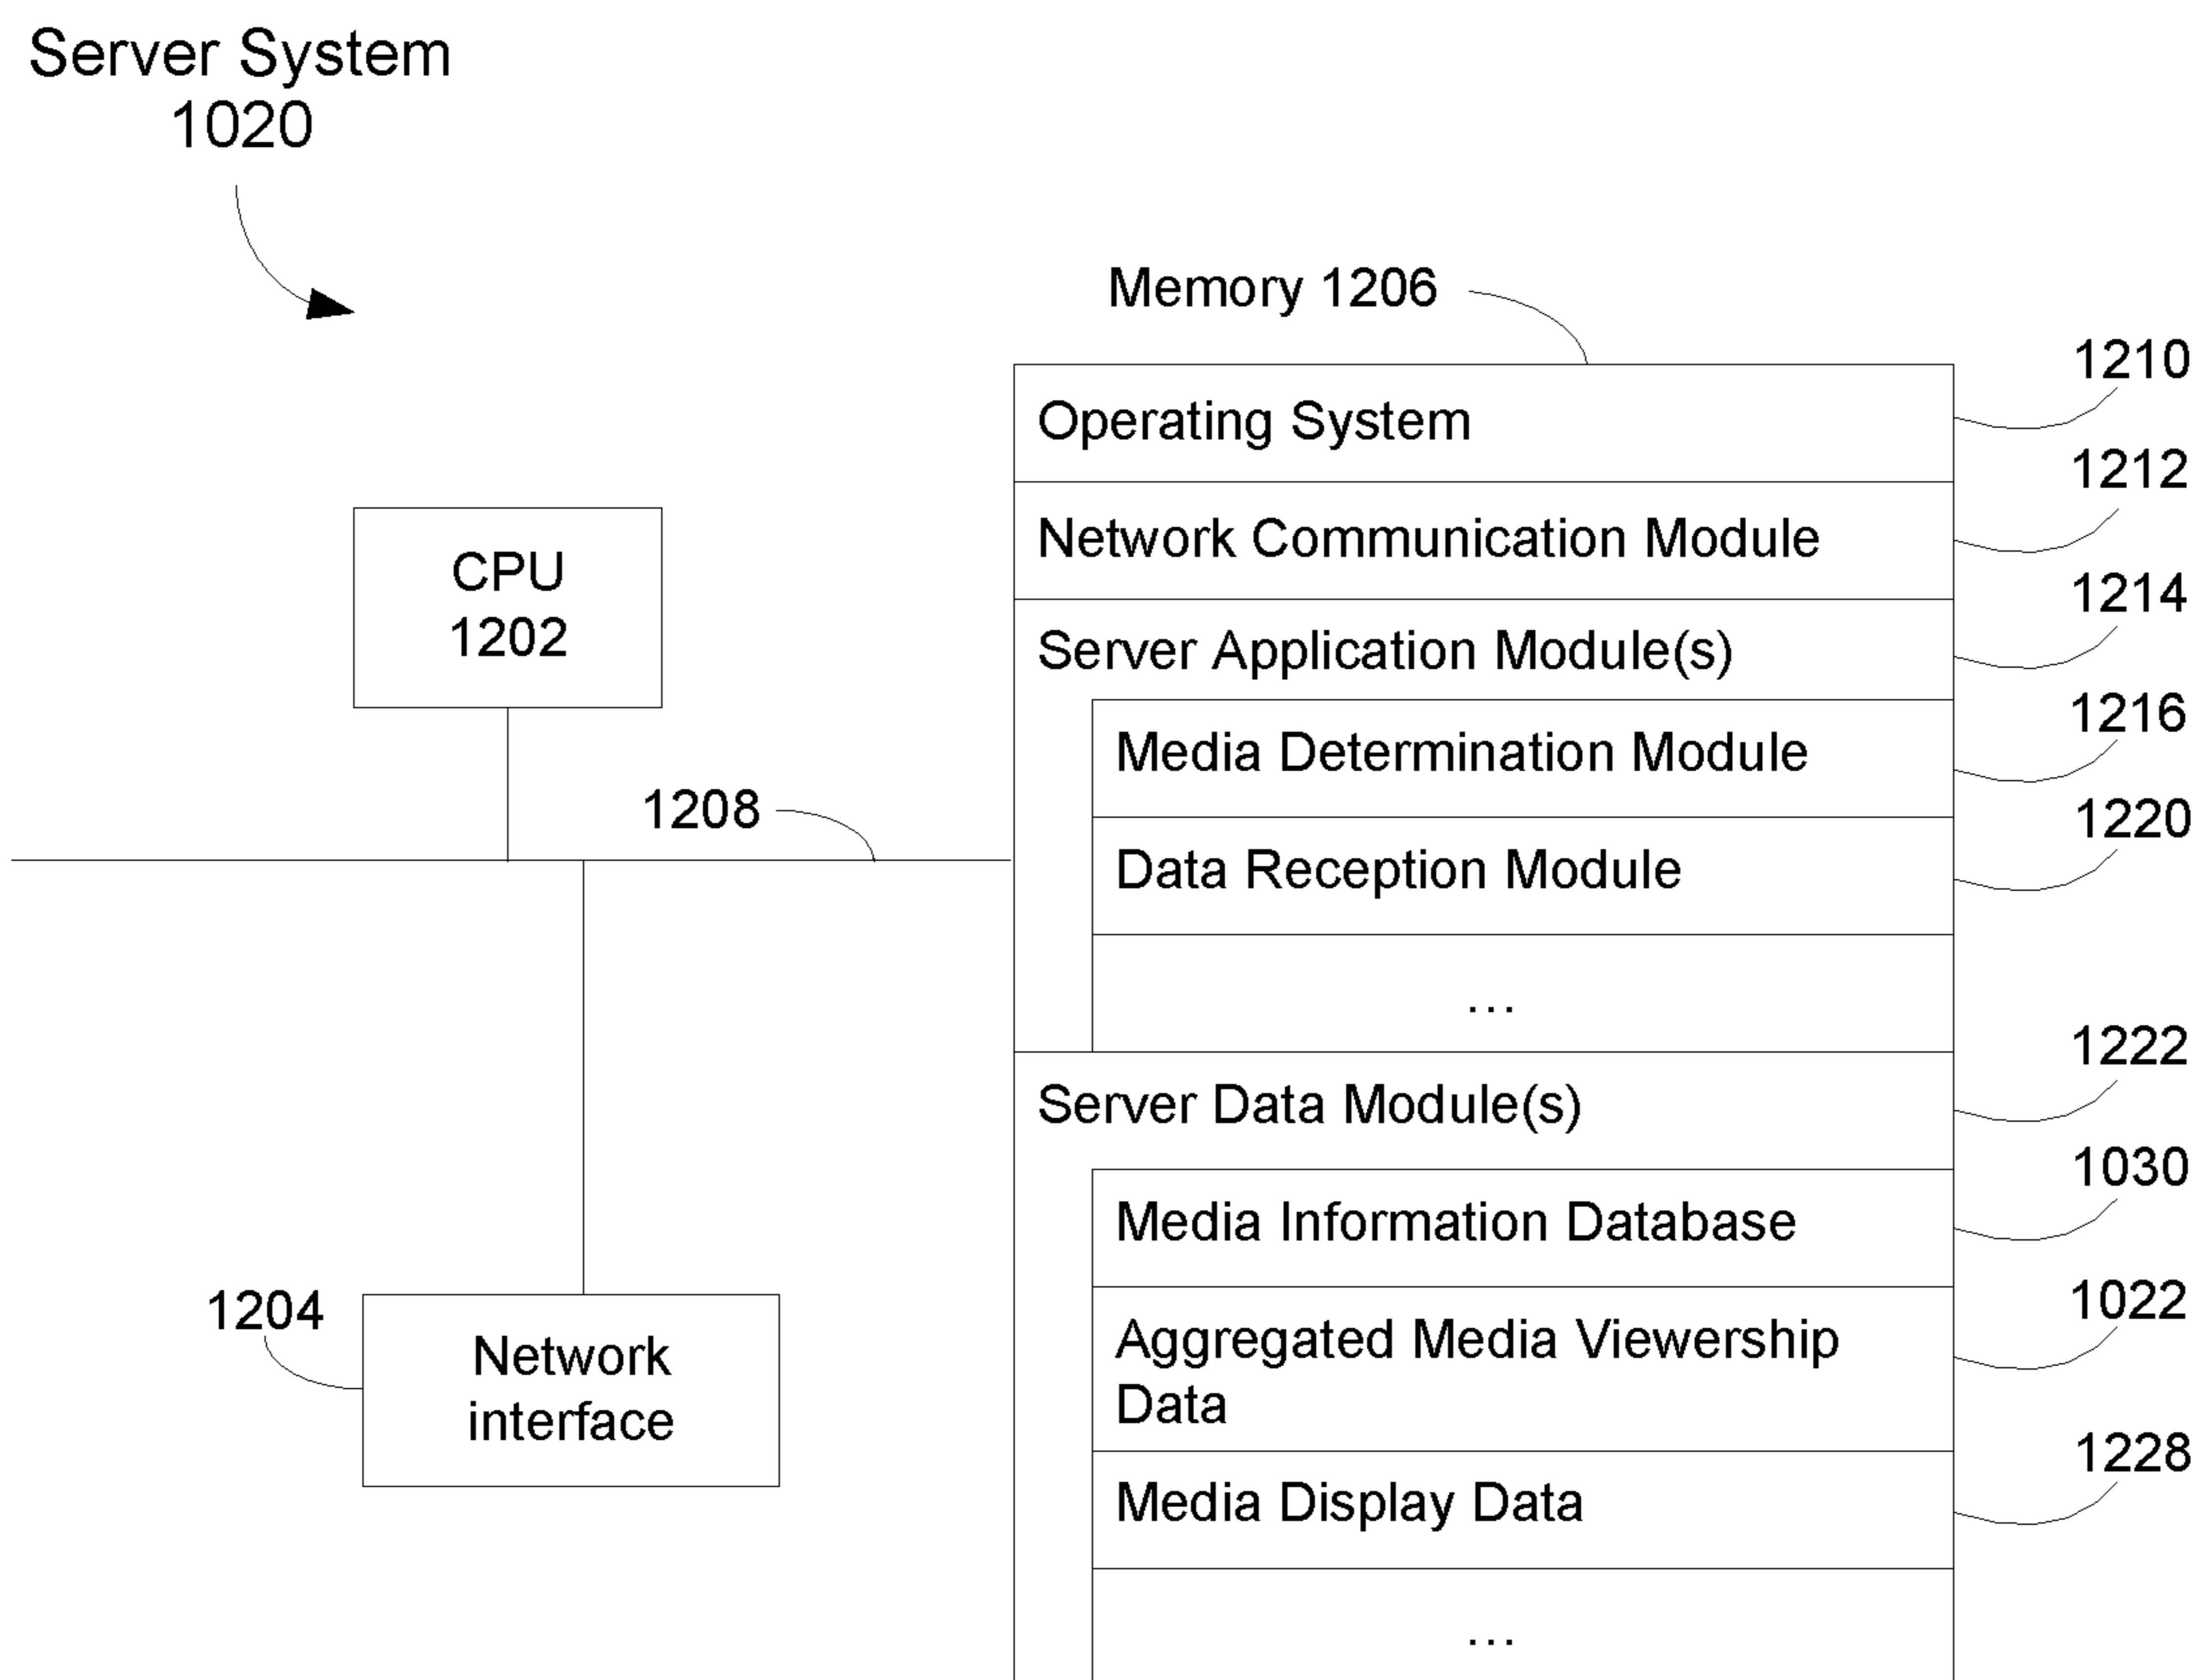 Server System
1020
Memory 1206
1210
Operating System
1212
Network Communication Module
CPU
1202
1214
Server Application Module(s)
1216
Media Determination Module
1208
1220
Data Reception Module
...
1222
Server Data Module(s)
1030
Media Information Database
1204
Network
interface
1022
Aggregated Media Viewership
Data
1228
Media Display Data
...